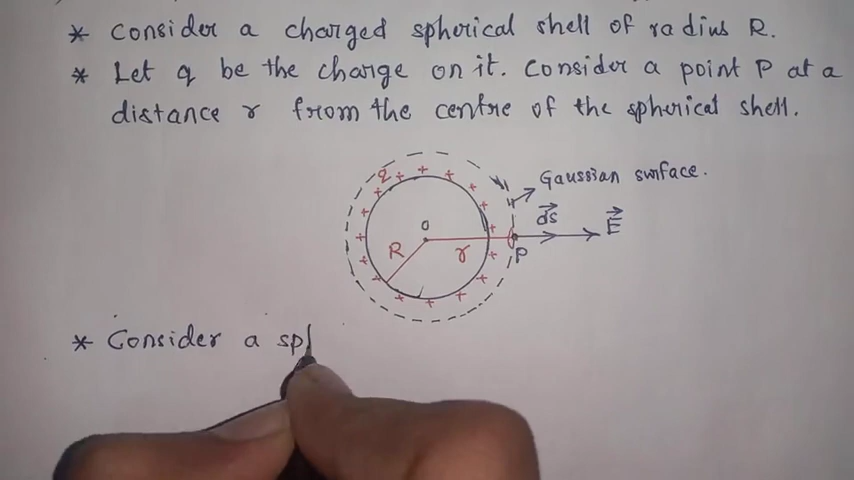 * Consider a charged spherical shell of radius R.
* Let q be the charge on it. Consider a point P at a
distance r from the centre of the spherical shell.
q + + + + + + + + + + + + + + + +
Gaussian surface.
ds
E
O
R
r
P
* Consider a sp